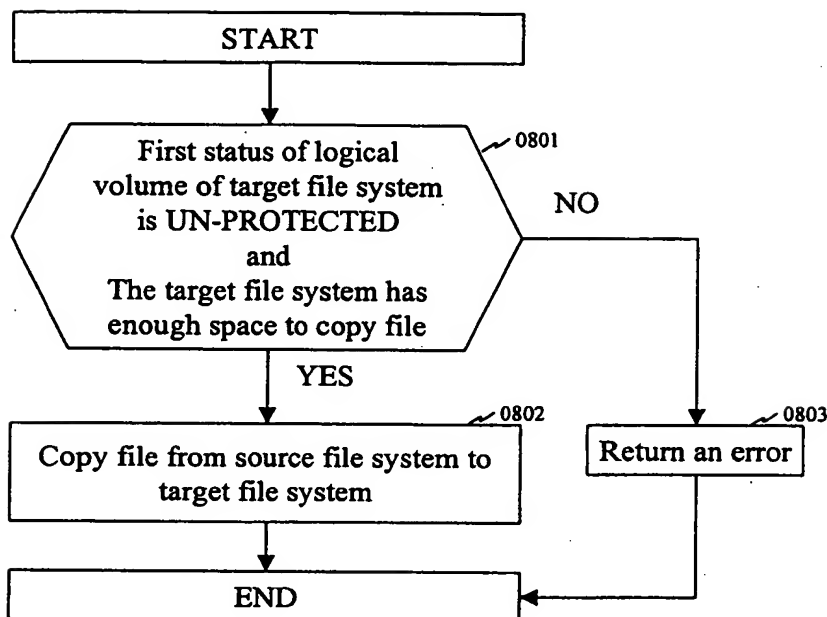 START
0801
First status of logical
volume of target file system
is UN-PROTECTED
and
The target file system has
enough space to copy file
NO
YES
0802
Copy file from source file system to
target file system
0803
Return an error
END